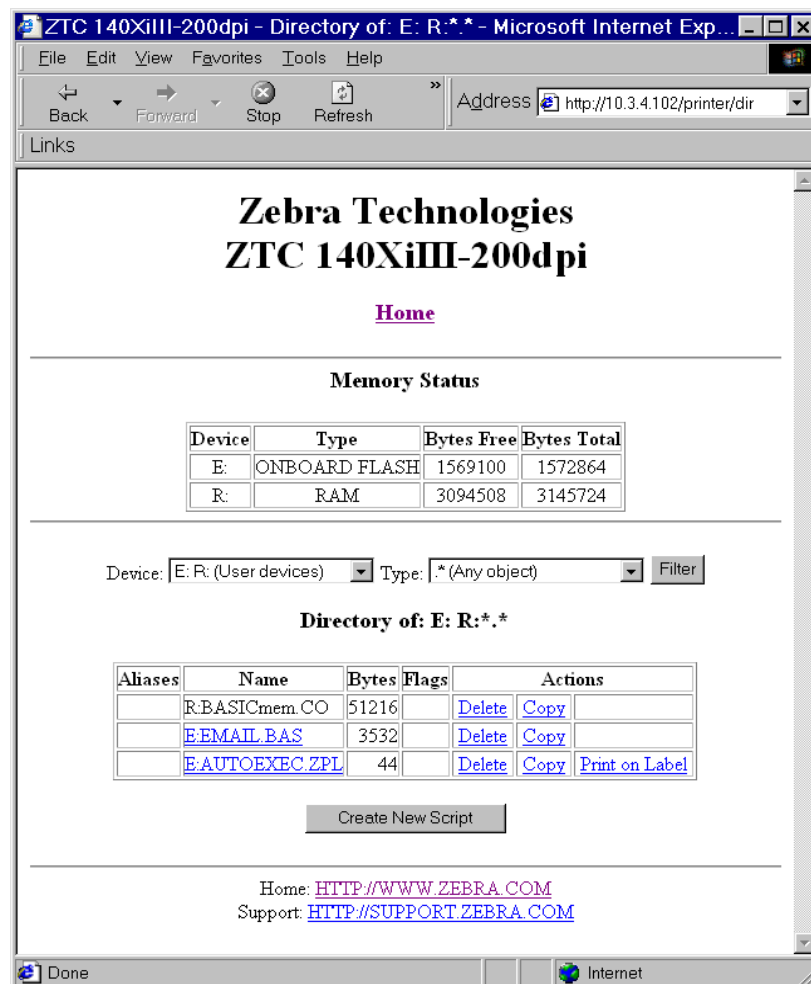 ZTC 140XiIII-200dpi - Directory of: E: R:*.* - Microsoft Internet Exp...
File Edit View Favorites Tools Help
Back Forward Stop Refresh » Address http://10.3.4.102/printer/dir
Links
Zebra Technologies
ZTC 140XiIII-200dpi
Home
Memory Status
Device Type Bytes Free Bytes Total
E: ONBOARD FLASH 1569100 1572864
R: RAM 3094508 3145724
Device: E: R: (User devices) Type: .* (Any object) Filter
Directory of: E: R:*.*
Aliases Name Bytes Flags Actions
R:BASICmem.CO 51216 Delete Copy
E:EMAIL.BAS 3532 Delete Copy
E:AUTOEXEC.ZPL 44 Delete Copy Print on Label
Create New Script
Home: HTTP://WWW.ZEBRA.COM
Support: HTTP://SUPPORT.ZEBRA.COM
Done Internet